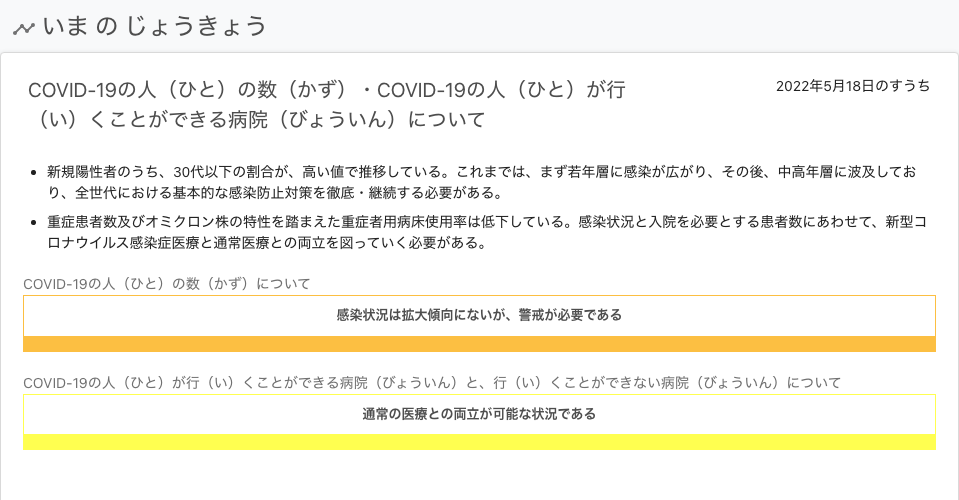 いま の じょうきょう
COVID-19の人（ひと）の数（かず）・COVID-19の人（ひと）が行
（い）くことができる病院（びょういん）について
2022年5月18日のすうち
• 新規陽性者のうち、30代以下の割合が、高い値で推移している。これまでは、まず若年層に感染が広がり、その後、中高年層に波及してお
り、全世代における基本的な感染防止対策を徹底・継続する必要がある。
• 重症患者数及びオミクロン株の特性を踏まえた重症者用病床使用率は低下している。感染状況と入院を必要とする患者数にあわせて、新型コ
ロナウイルス感染症医療と通常医療との両立を図っていく必要がある。
COVID-19の人（ひと）の数（かず）について
感染状況は拡大傾向にないが、警戒が必要である
COVID-19の人（ひと）が行（い）くことができる病院（びょういん）と、行（い）くことができない病院（びょういん）について
通常の医療との両立が可能な状況である